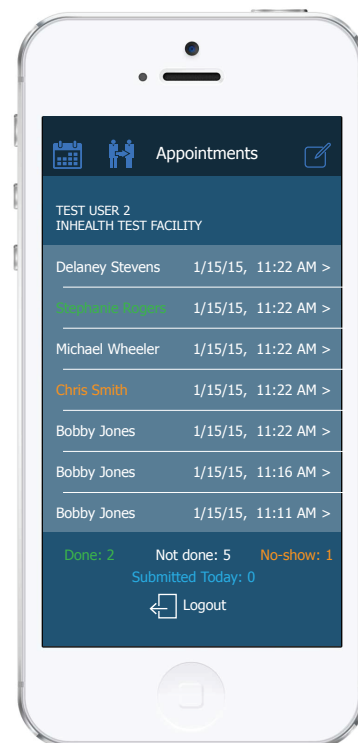 Appointments
TEST USER 2
INHEALTH TEST FACILITY
Delaney Stevens 1/15/15, 11:22 AM >
Stephanie Rogers 1/15/15, 11:22 AM >
Michael Wheeler 1/15/15, 11:22 AM >
Chris Smith 1/15/15, 11:22 AM >
Bobby Jones 1/15/15, 11:22 AM >
Bobby Jones 1/15/15, 11:16 AM >
Bobby Jones 1/15/15, 11:11 AM >
Done: 2 Not done: 5 No-show: 1
Submitted Today: 0
Logout